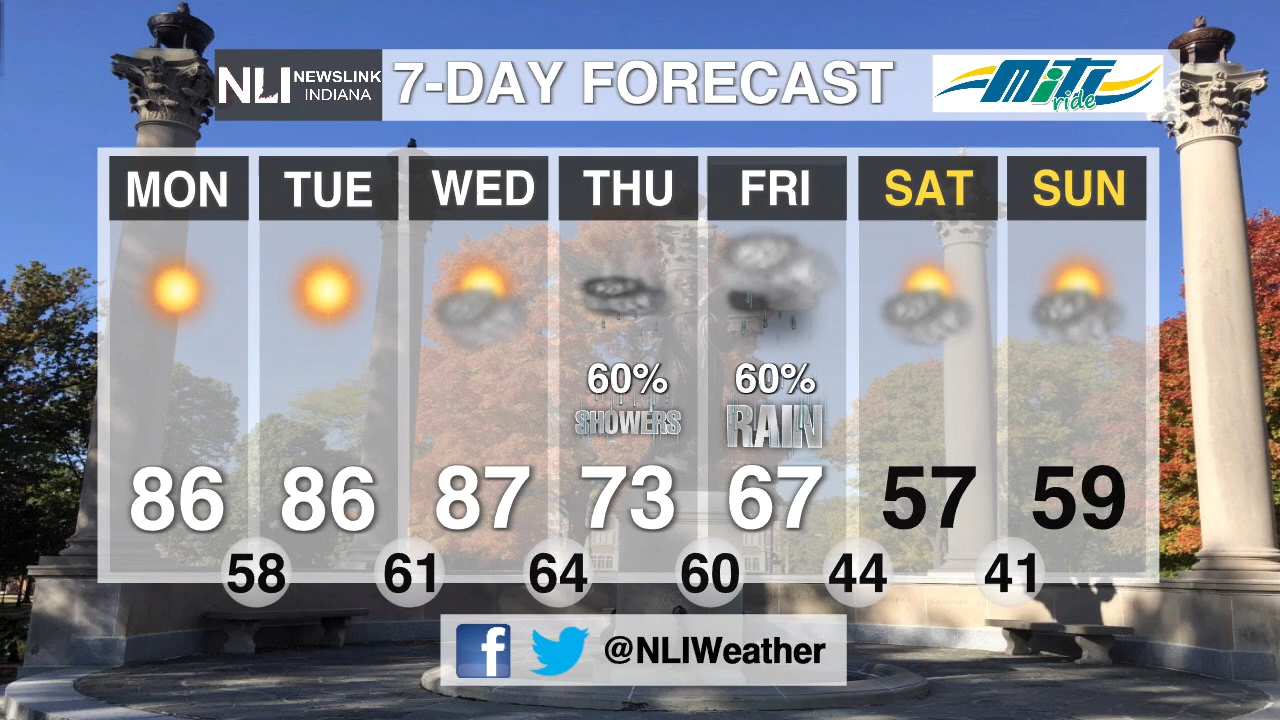 NLI NEWSLINK INDIANA 7-DAY FORECAST MiTS ride
MON TUE WED THU FRI SAT SUN
60% 60%
SHOWERS RAIN
86 86 87 73 67 57 59
58 61 64 60 44 41
@NLIWeather